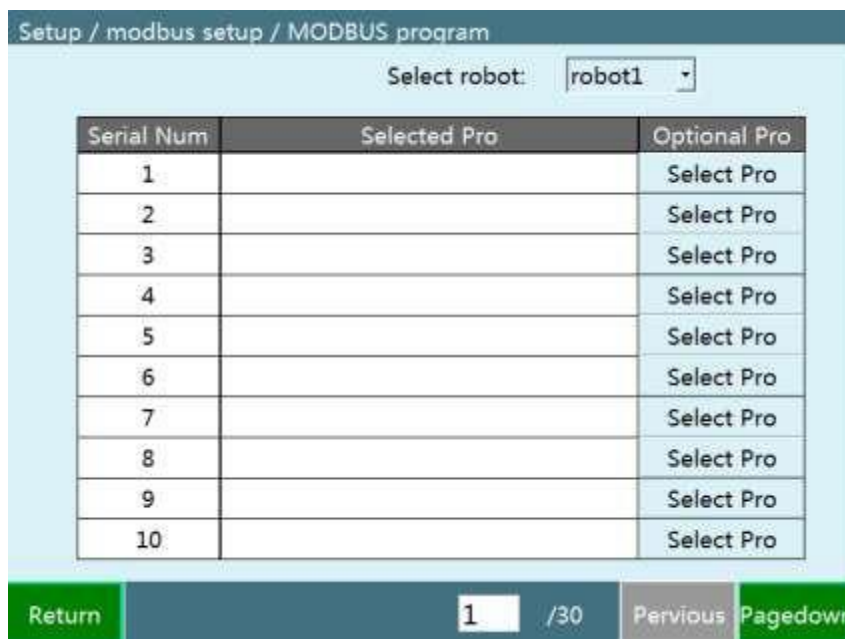 Setup / modbus setup / MODBUS program
Select robot: robot1
Serial Num Selected Pro Optional Pro
1 Select Pro
2 Select Pro
3 Select Pro
4 Select Pro
5 Select Pro
6 Select Pro
7 Select Pro
8 Select Pro
9 Select Pro
10 Select Pro
Return 1 /30 Pervious Pagedown